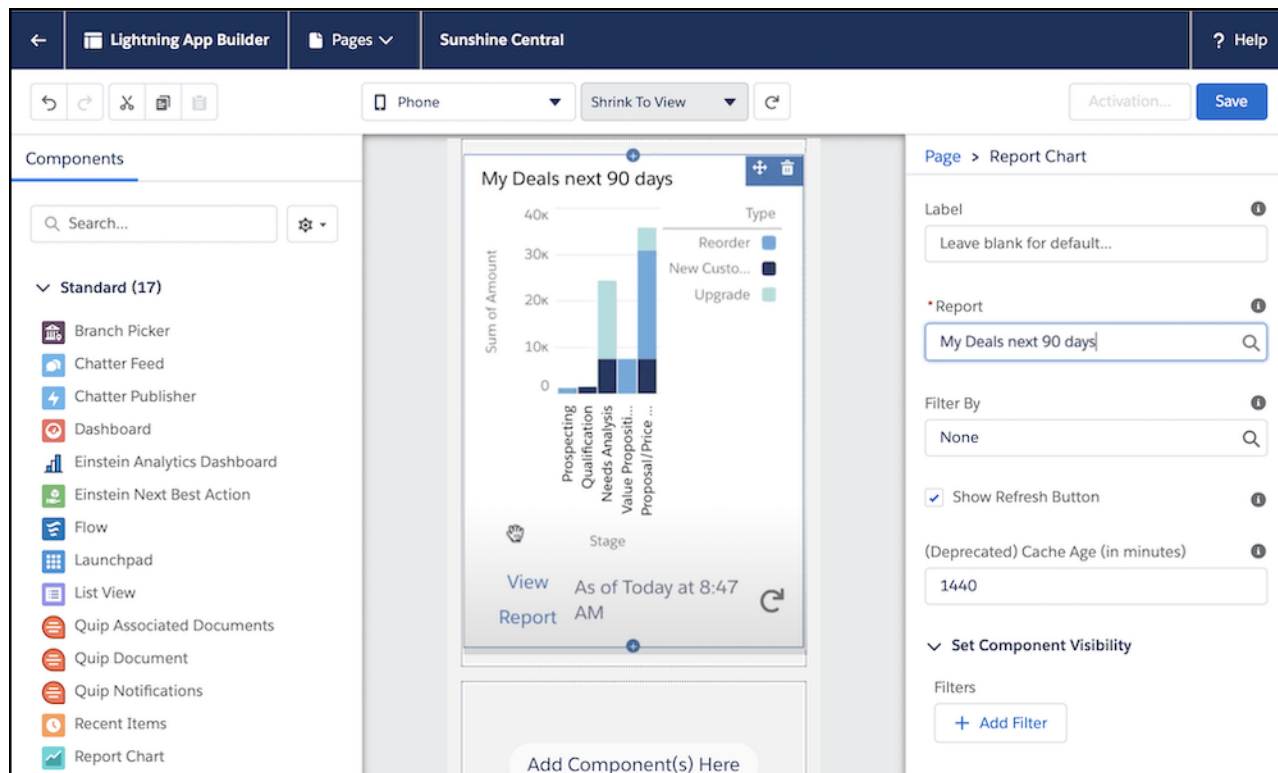 Lightning App Builder
Pages
Sunshine Central
? Help
Phone
Shrink To View
Activation...
Save
Components
Search...
Standard (17)
Branch Picker
Chatter Feed
Chatter Publisher
Dashboard
Einstein Analytics Dashboard
Einstein Next Best Action
Flow
Launchpad
List View
Quip Associated Documents
Quip Document
Quip Notifications
Recent Items
Report Chart
My Deals next 90 days
Sum of Amount
40K
30K
20K
10K
0
Type
Reorder
New Custo...
Upgrade
Prospecting
Qualification
Needs Analysis
Value Propositi...
Proposal/Price ...
Stage
View
Report
As of Today at 8:47
AM
Add Component(s) Here
Page > Report Chart
Label
Leave blank for default...
*Report
My Deals next 90 days
Filter By
None
Show Refresh Button
(Deprecated) Cache Age (in minutes)
1440
Set Component Visibility
Filters
+ Add Filter